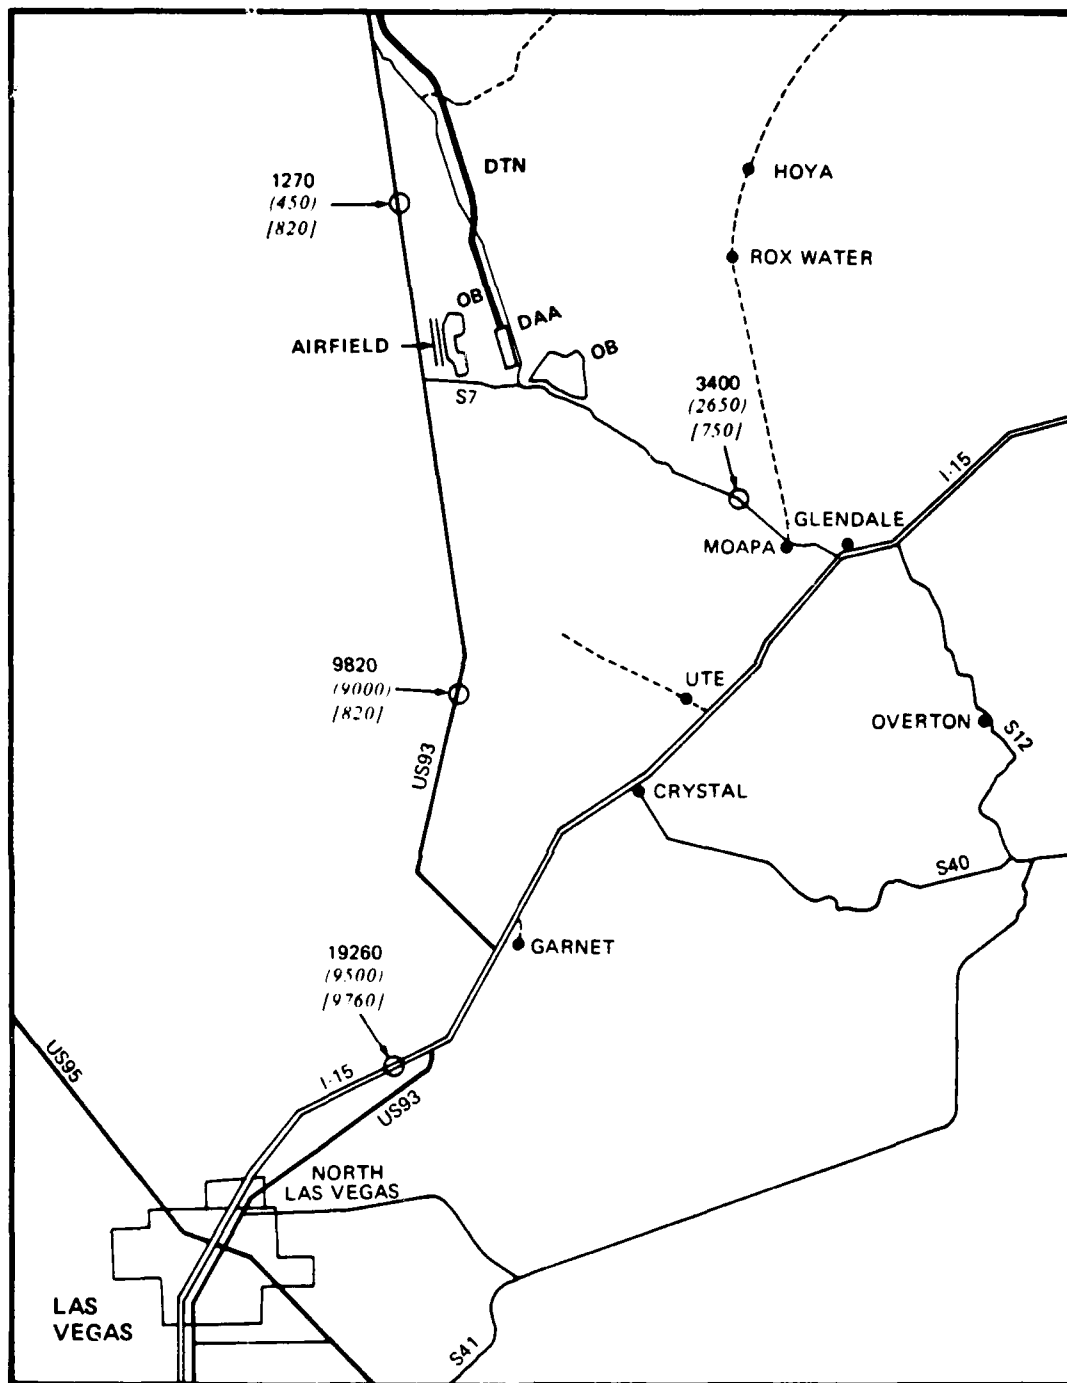 DTN
HOYA
1270
(450)
[820]
ROX WATER
OB
DAA
AIRFIELD
OB
S7
3400
(2650)
[750]
I-15
GLENDALE
MOAPA
9820
(9000)
[820]
UTE
OVERTON
S12
US93
CRYSTAL
S40
19260
(9500)
[9760]
GARNET
US95
I-15
US93
NORTH
LAS VEGAS
LAS
VEGAS
S41